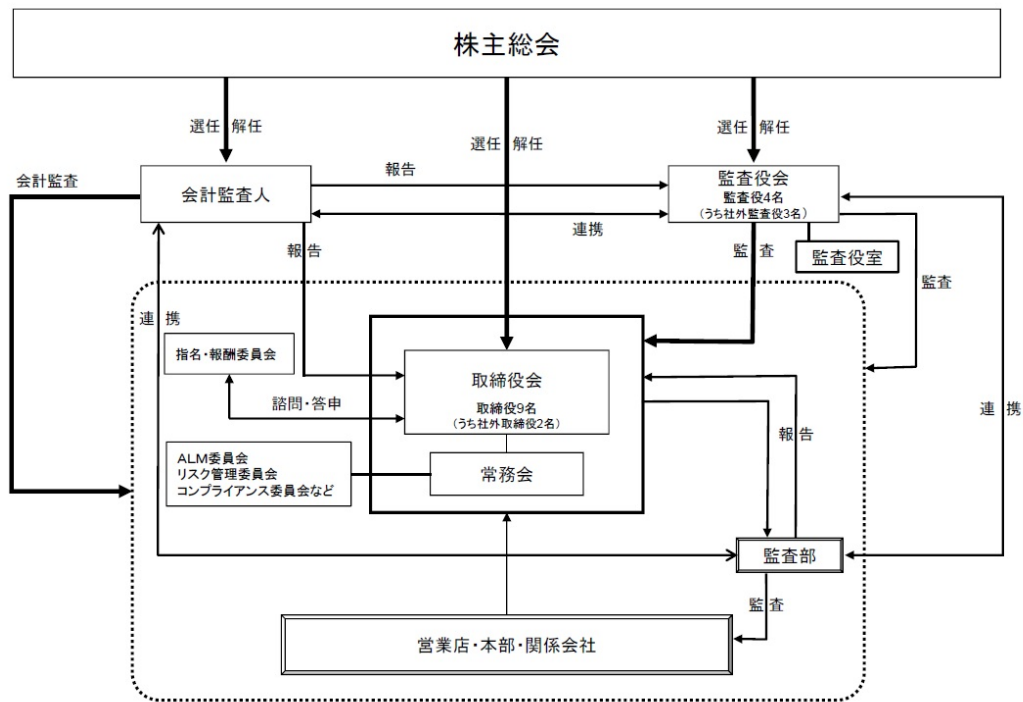 株主総会
選任 解任
選任 解任
選任 解任
会計監査
会計監査人
報告
監査役会
監査役4名
(うち社外監査役3名)
連携
報告
監査
監査役室
監査
連携
指名・報酬委員会
取締役会
取締役9名
(うち社外取締役2名)
諮問・答申
連携
報告
ALM委員会
リスク管理委員会
コンプライアンス委員会など
常務会
監査部
監査
営業店・本部・関係会社